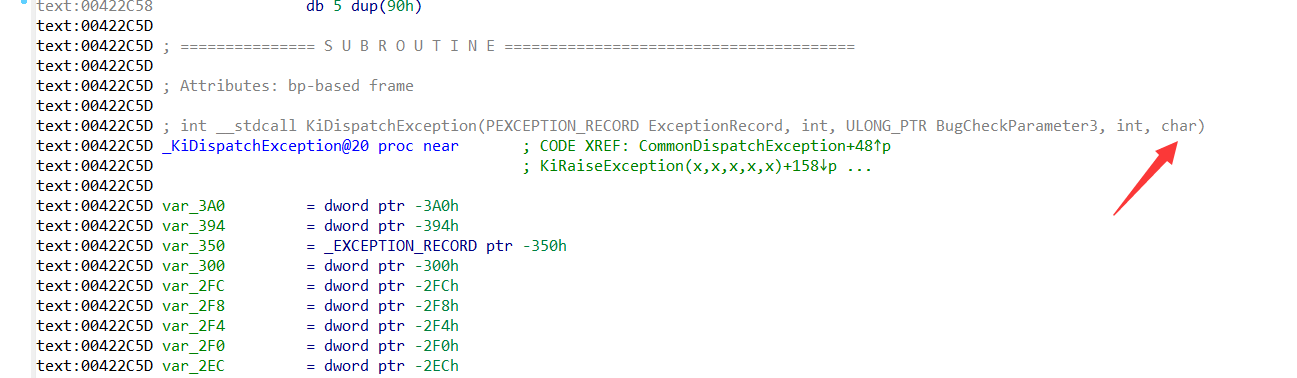 text:00422C58 db 5 dup(90h)
text:00422C5D
text:00422C5D ; =============== S U B R O U T I N E =======================================
text:00422C5D
text:00422C5D ; Attributes: bp-based frame
text:00422C5D
text:00422C5D ; int __stdcall KiDispatchException(PEXCEPTION_RECORD ExceptionRecord, int, ULONG_PTR BugCheckParameter3, int, char)
text:00422C5D _KiDispatchException@20 proc near ; CODE XREF: CommonDispatchException+48↑p
text:00422C5D ; KiRaiseException(x,x,x,x,x)+158↓p ...
text:00422C5D
text:00422C5D var_3A0 = dword ptr -3A0h
text:00422C5D var_394 = dword ptr -394h
text:00422C5D var_350 = _EXCEPTION_RECORD ptr -350h
text:00422C5D var_300 = dword ptr -300h
text:00422C5D var_2FC = dword ptr -2FCh
text:00422C5D var_2F8 = dword ptr -2F8h
text:00422C5D var_2F4 = dword ptr -2F4h
text:00422C5D var_2F0 = dword ptr -2F0h
text:00422C5D var_2EC = dword ptr -2ECh